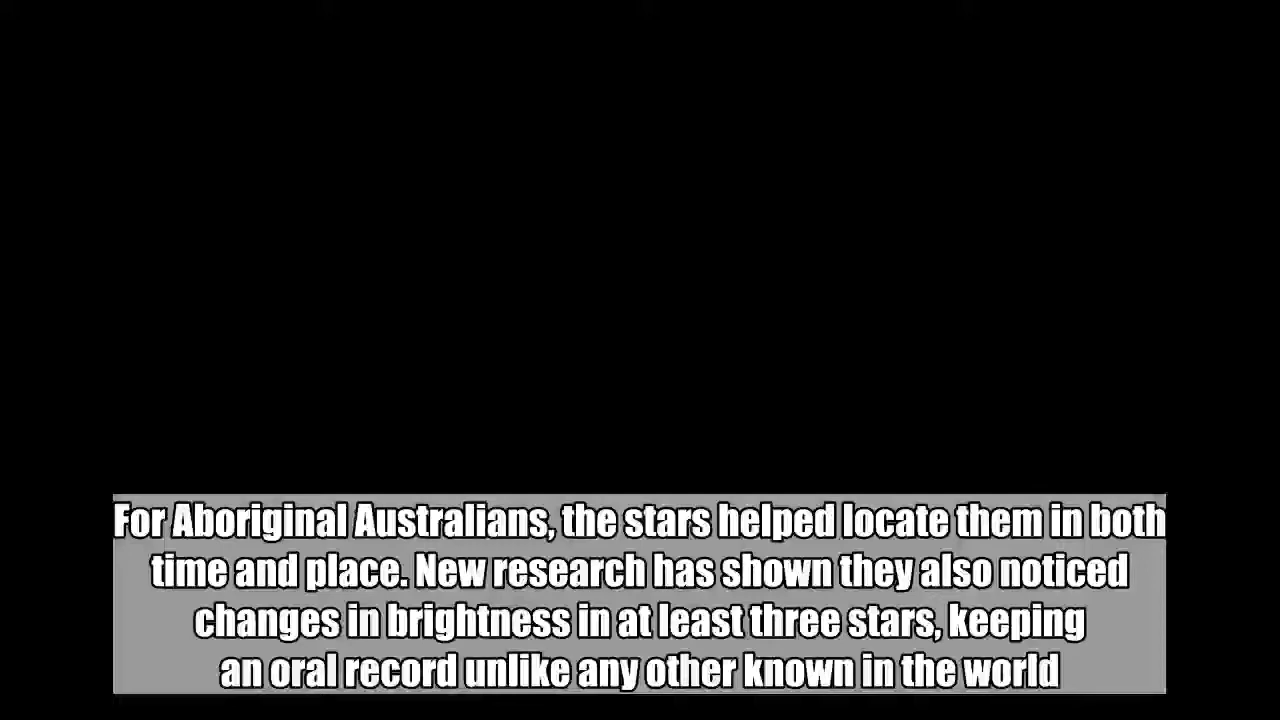 For Aboriginal Australians, the stars helped locate them in both
time and place. New research has shown they also noticed
changes in brightness in at least three stars, keeping
an oral record unlike any other known in the world